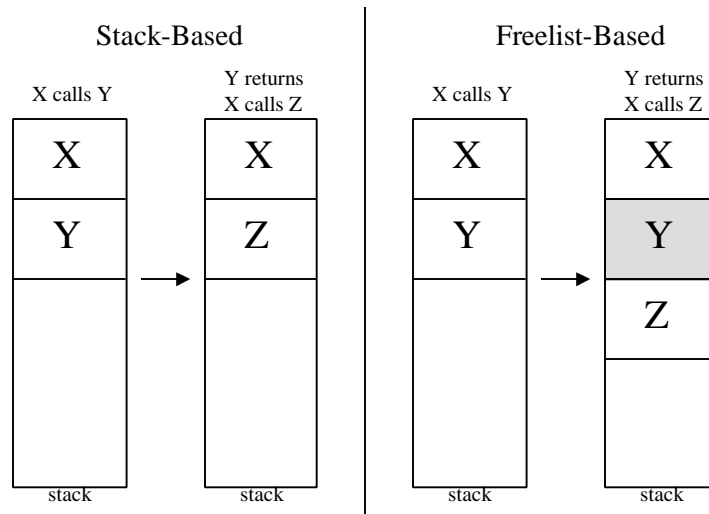 Stack-Based
X calls Y
Y returns
X calls Z
X
Y
X
Z
stack
stack
Freelist-Based
X calls Y
Y returns
X calls Z
X
Y
X
Y
Z
stack
stack